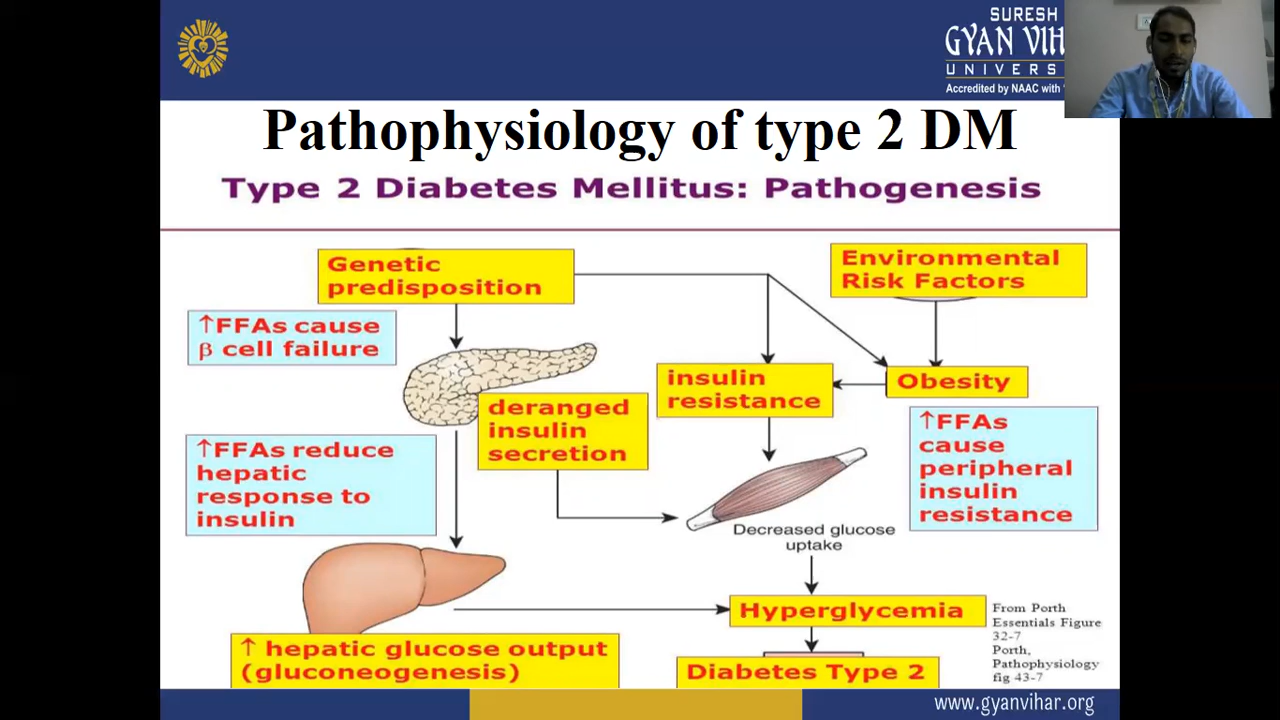 SURESH
GYAN VIH
UNIVERS
Accredited by NAAC with
Pathophysiology of type 2 DM
Type 2 Diabetes Mellitus: Pathogenesis
Genetic
predisposition
Environmental
Risk Factors
↑FFAs cause
β cell failure
insulin
resistance
Obesity
deranged
insulin
secretion
↑FFAs
cause
peripheral
insulin
resistance
↑FFAs reduce
hepatic
response to
insulin
Decreased glucose
uptake
Hyperglycemia
From Porth
Essentials Figure
32-7
Porth,
Pathophysiology
fig 43-7
↑ hepatic glucose output
(gluconeogenesis)
Diabetes Type 2
www.gyanvihar.org